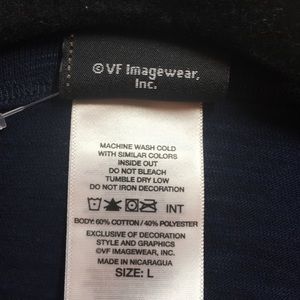 ©VF Imagewear,
Inc.
MACHINE WASH COLD
WITH SIMILAR COLORS
INSIDE OUT
DO NOT BLEACH
TUMBLE DRY LOW
DO NOT IRON DECORATION
INT
BODY: 60% COTTON / 40% POLYESTER
EXCLUSIVE OF DECORATION
STYLE AND GRAPHICS
©VF IMAGEWEAR, INC.
MADE IN NICARAGUA
SIZE: L